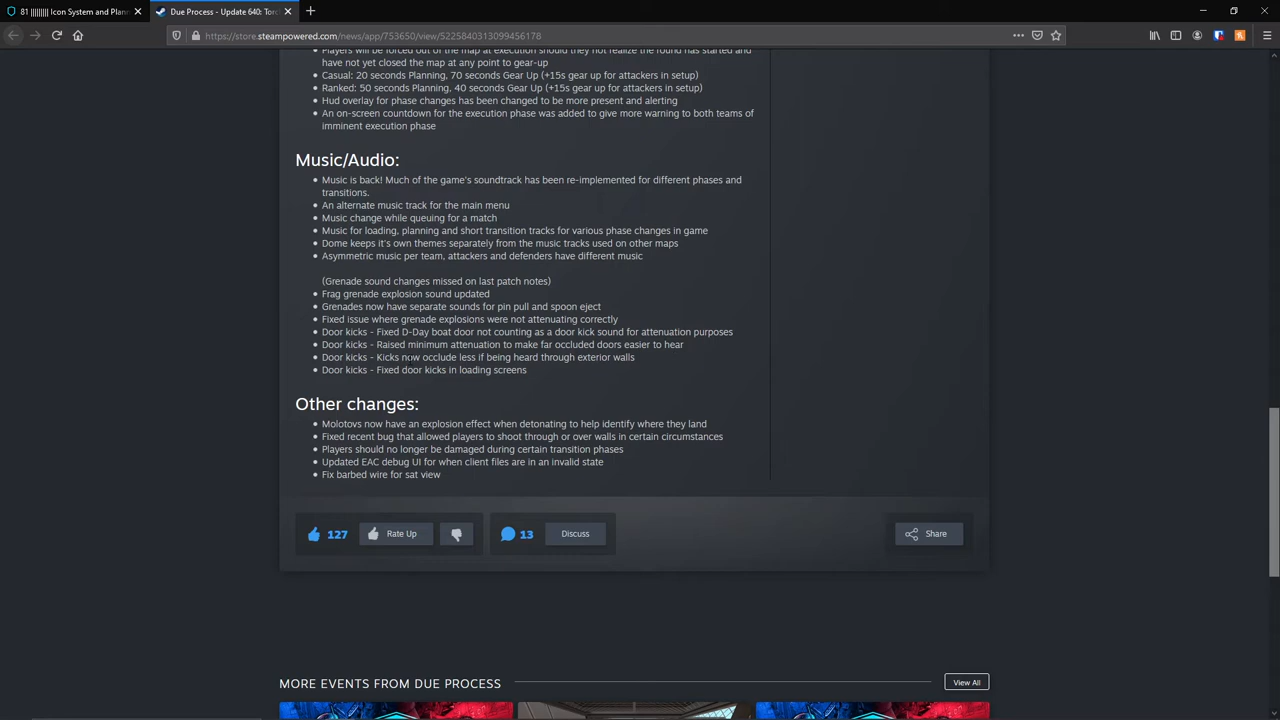 81 |||||||||| Icon System and Plann
Due Process - Update 640: Torc
https://store.steampowered.com/news/app/753650/view/5225840313099456178
Players will be forced out of the map at execution should they not realize the round has started and
have not yet closed the map at any point to gear-up
Casual: 20 seconds Planning, 70 seconds Gear Up (+15s gear up for attackers in setup)
Ranked: 50 seconds Planning, 40 seconds Gear Up (+15s gear up for attackers in setup)
Hud overlay for phase changes has been changed to be more present and alerting
An on-screen countdown for the execution phase was added to give more warning to both teams of
imminent execution phase
Music/Audio:
Music is back! Much of the game's soundtrack has been re-implemented for different phases and
transitions.
An alternate music track for the main menu
Music change while queuing for a match
Music for loading, planning and short transition tracks for various phase changes in game
Dome keeps it's own themes separately from the music tracks used on other maps
Asymmetric music per team, attackers and defenders have different music
(Grenade sound changes missed on last patch notes)
Frag grenade explosion sound updated
Grenades now have separate sounds for pin pull and spoon eject
Fixed issue where grenade explosions were not attenuating correctly
Door kicks - Fixed D-Day boat door not counting as a door kick sound for attenuation purposes
Door kicks - Raised minimum attenuation to make far occluded doors easier to hear
Door kicks - Kicks now occlude less if being heard through exterior walls
Door kicks - Fixed door kicks in loading screens
Other changes:
Molotovs now have an explosion effect when detonating to help identify where they land
Fixed recent bug that allowed players to shoot through or over walls in certain circumstances
Players should no longer be damaged during certain transition phases
Updated EAC debug UI for when client files are in an invalid state
Fix barbed wire for sat view
127 Rate Up 13 Discuss Share
MORE EVENTS FROM DUE PROCESS View All